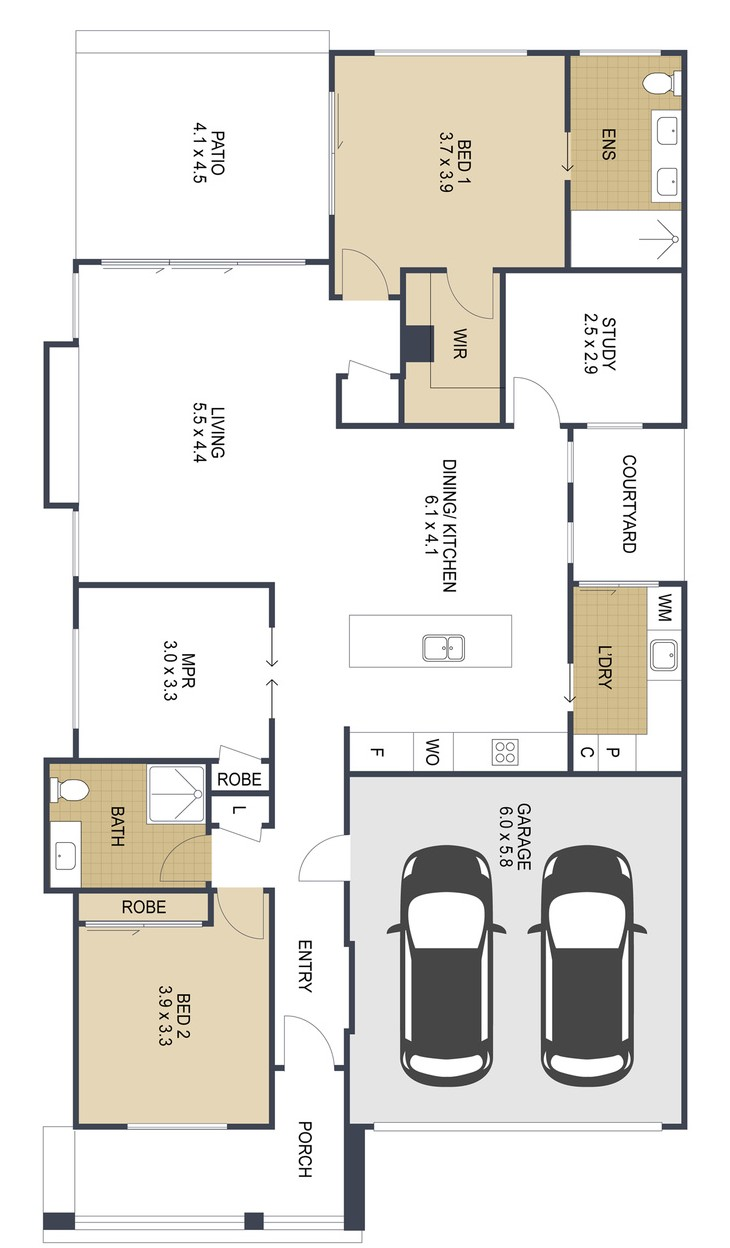 PATIO
4.1 x 4.5
BED 1
3.7 x 3.9
ENS
WIR
STUDY
2.5 x 2.9
LIVING
5.5 x 4.4
DINING/ KITCHEN
6.1 x 4.1
COURTYARD
MPR
3.0 x 3.3
L'DRY
WM
F
WO
C
P
ROBE
L
BATH
GARAGE
6.0 x 5.8
ROBE
ENTRY
BED 2
3.9 x 3.3
PORCH